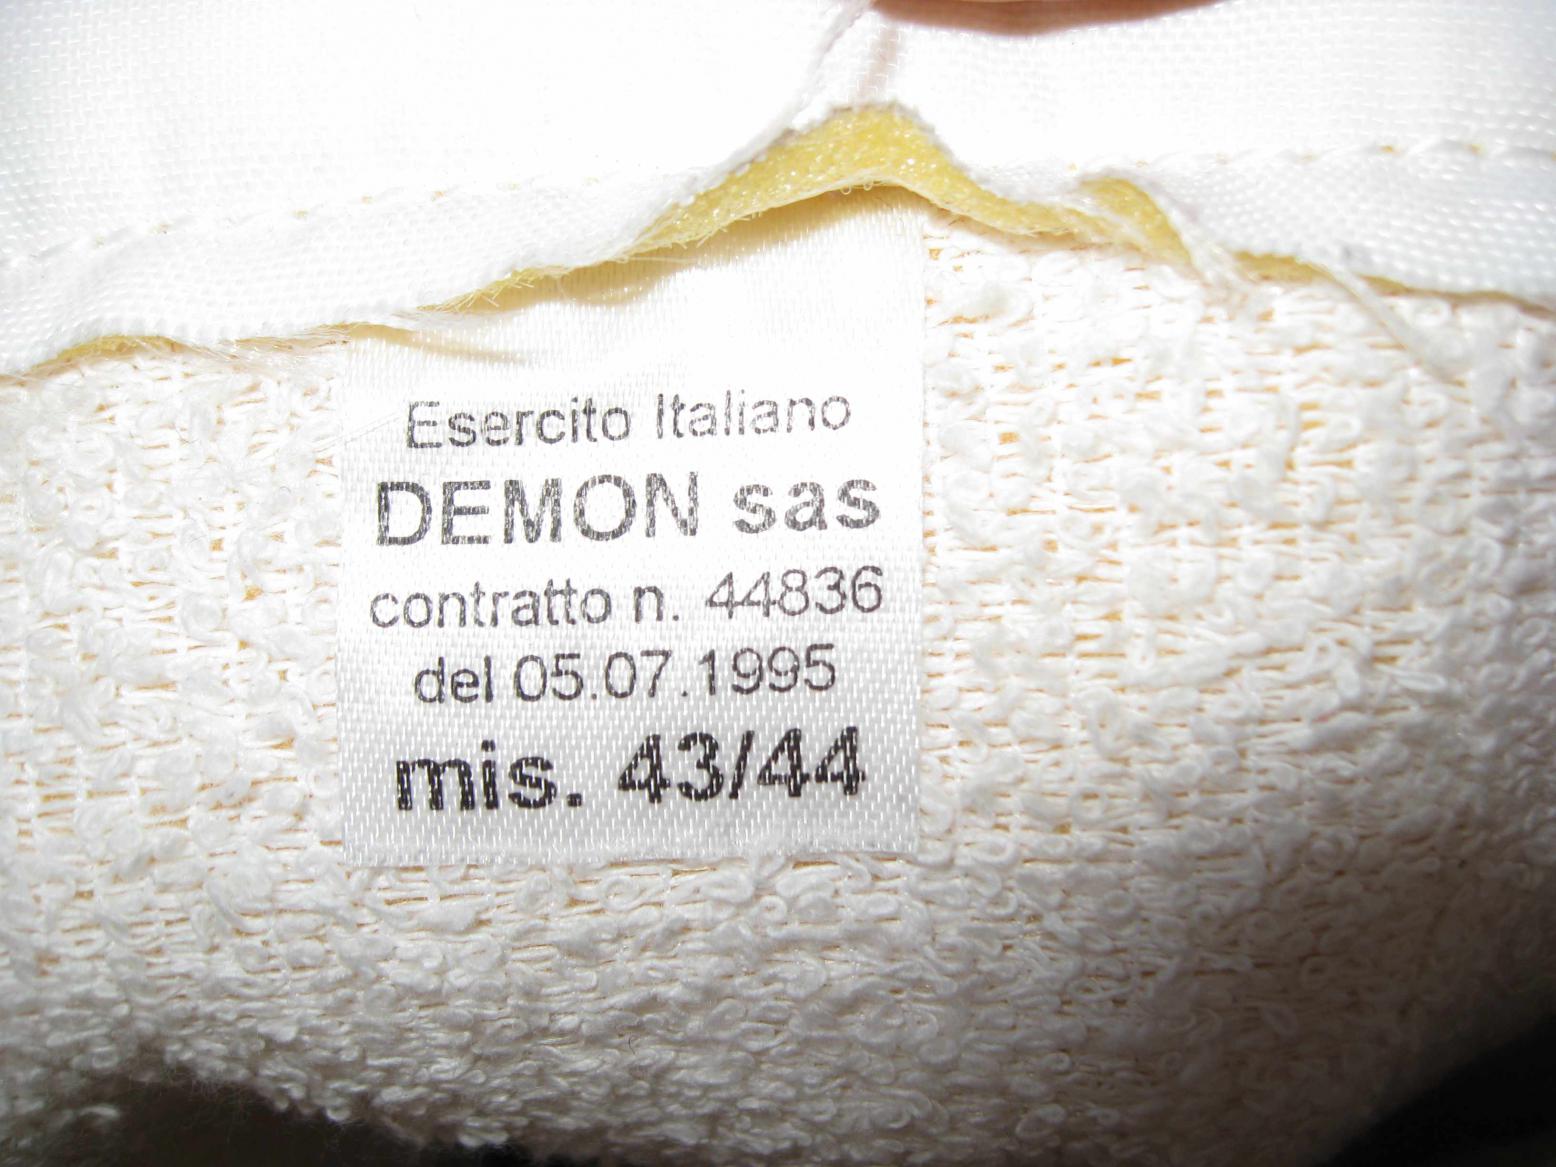 Esercito Italiano
DEMON sas
contratto n. 44836
del 05.07.1995
mis. 43/44